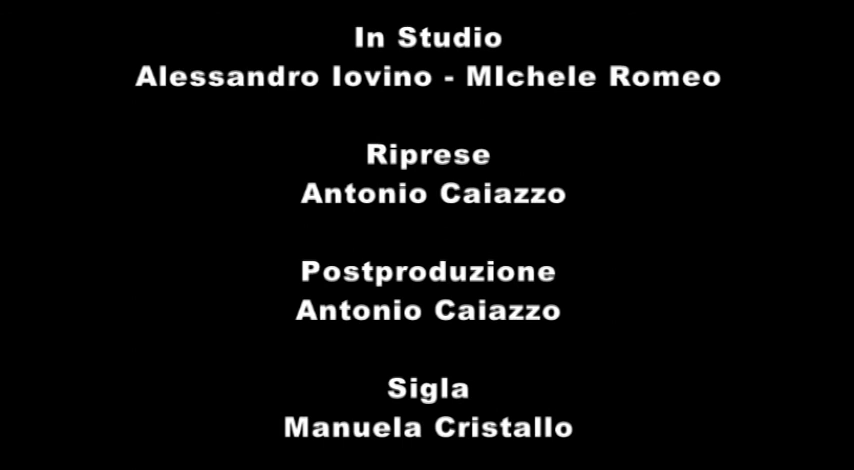 In Studio
Alessandro Iovino - MIchele Romeo
Riprese
Antonio Caiazzo
Postproduzione
Antonio Caiazzo
Sigla
Manuela Cristallo